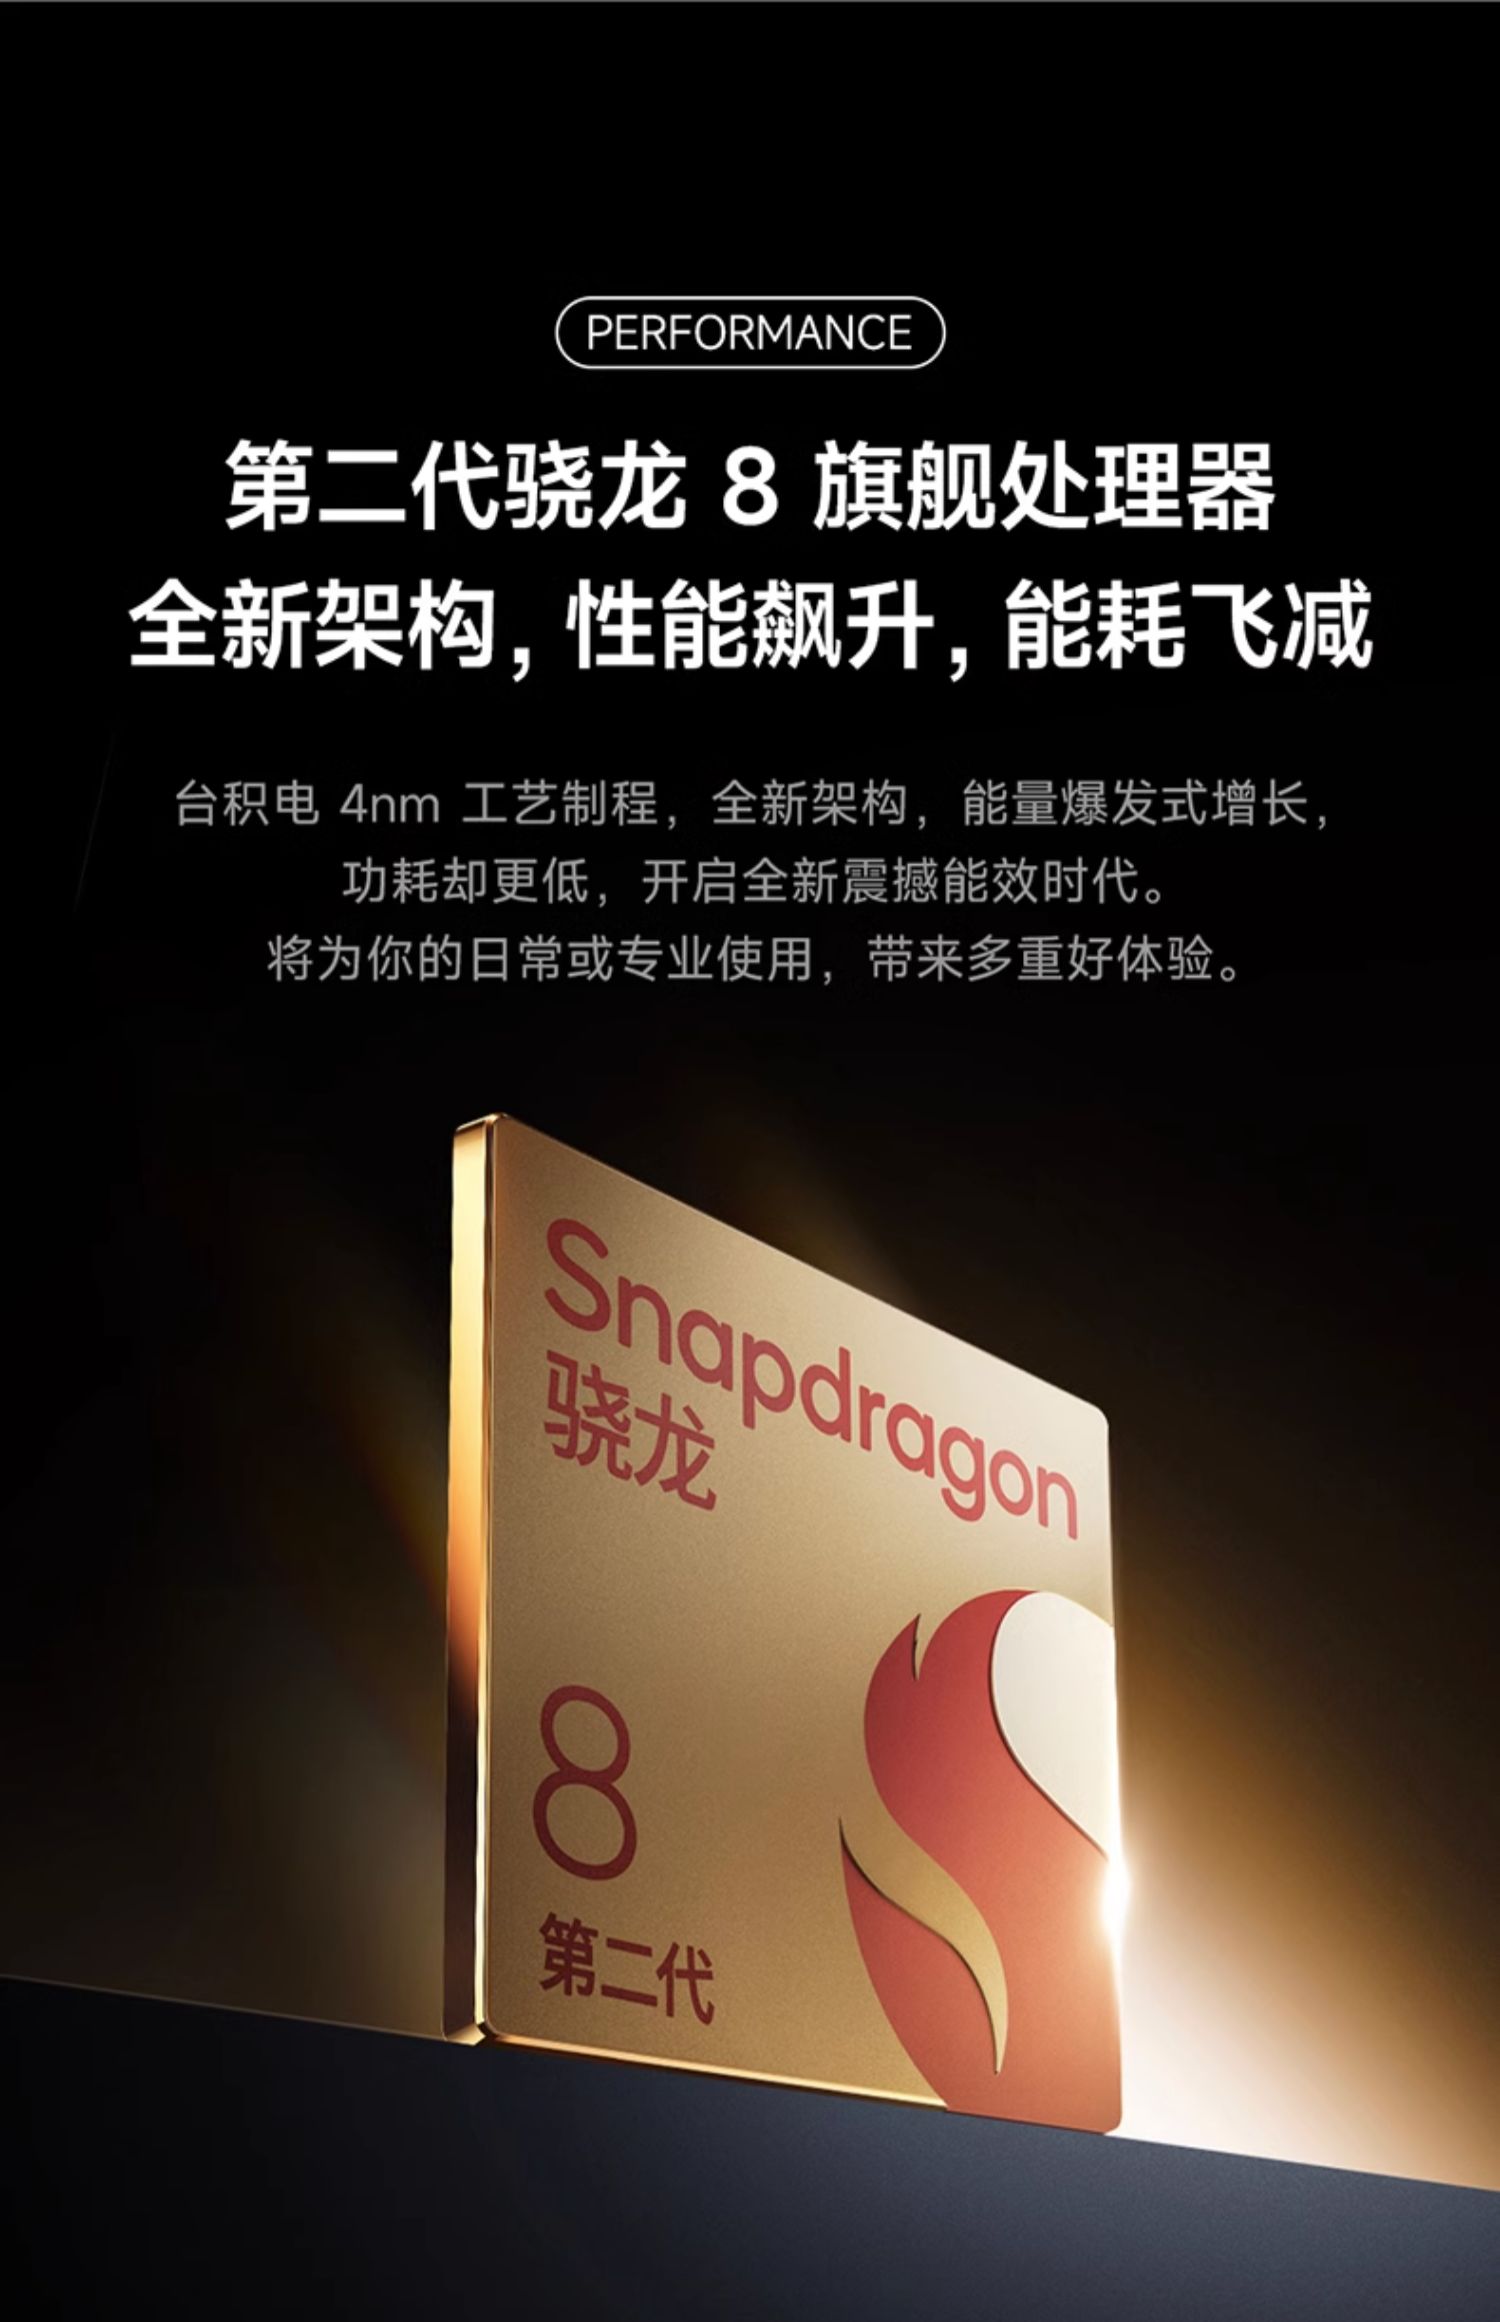 PERFORMANCE
第二代骁龙 8 旗舰处理器
全新架构，性能飙升，能耗飞减
台积电 4nm 工艺制程，全新架构，能量爆发式增长，
功耗却更低，开启全新震撼能效时代。
将为你的日常或专业使用，带来多重好体验。
Snapdragon
骁龙
8
第二代